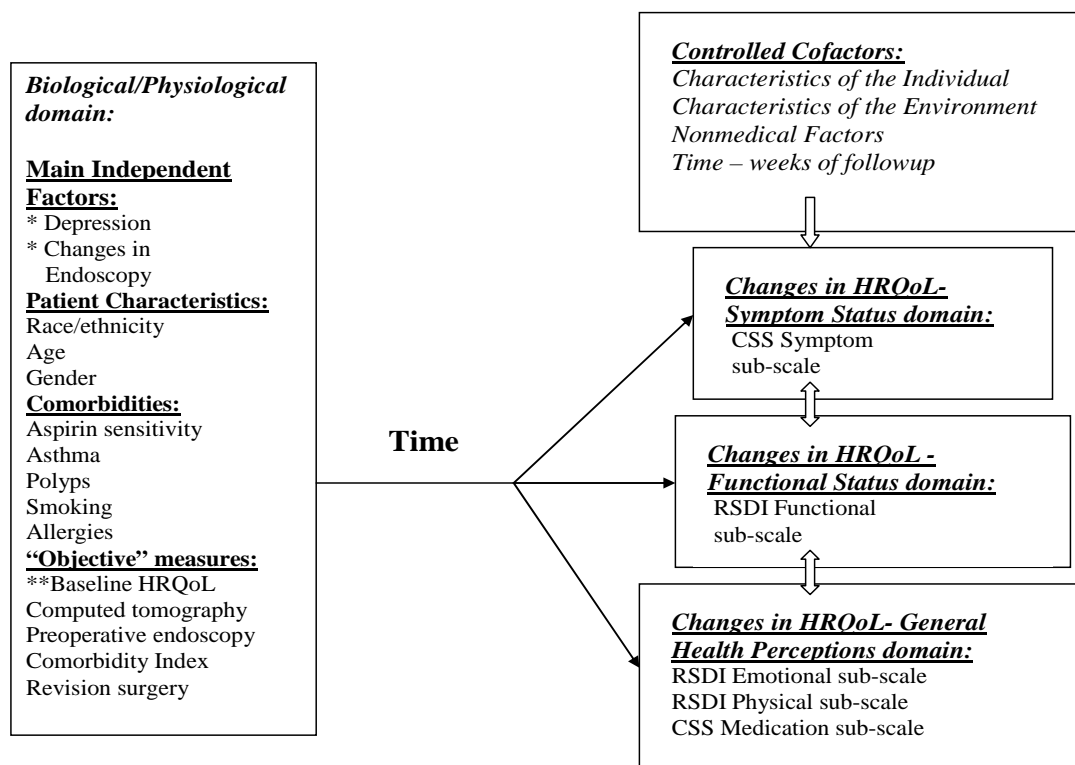 Biological/Physiological
domain:
Main Independent
Factors:
* Depression
* Changes in
Endoscopy
Patient Characteristics:
Race/ethnicity
Age
Gender
Comorbidities:
Aspirin sensitivity
Asthma
Polyps
Smoking
Allergies
“Objective” measures:
**Baseline HRQoL
Computed tomography
Preoperative endoscopy
Comorbidity Index
Revision surgery
Time
Controlled Cofactors:
Characteristics of the Individual
Characteristics of the Environment
Nonmedical Factors
Time – weeks of followup
Changes in HRQoL-
Symptom Status domain:
CSS Symptom
sub-scale
Changes in HRQoL -
Functional Status domain:
RSDI Functional
sub-scale
Changes in HRQoL- General
Health Perceptions domain:
RSDI Emotional sub-scale
RSDI Physical sub-scale
CSS Medication sub-scale